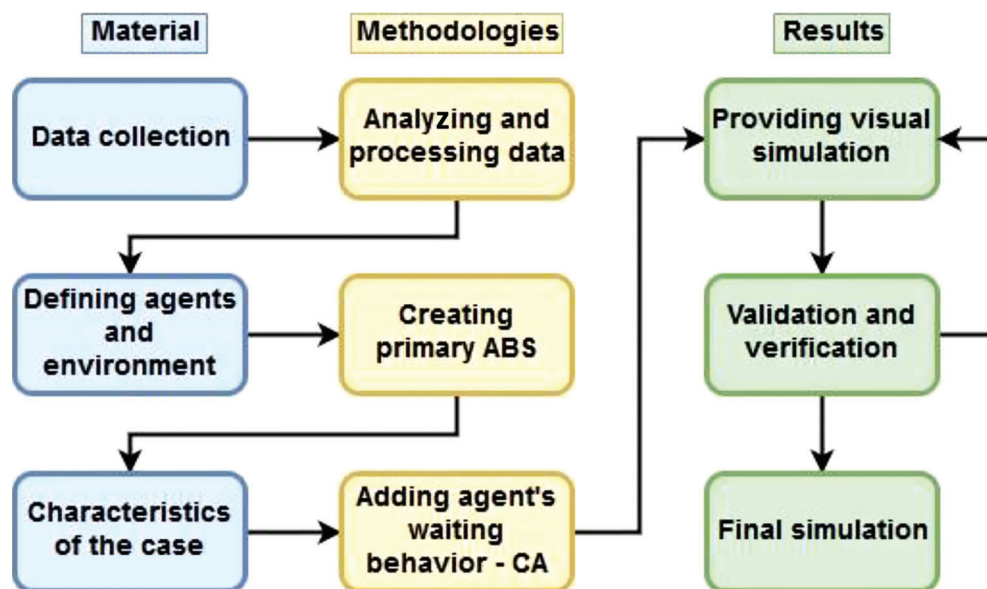 Material
Methodologies
Results
Data collection
Analyzing and
processing data
Providing visual
simulation
Defining agents
and
environment
Creating
primary ABS
Validation and
verification
Characteristics
of the case
Adding agent's
waiting
behavior - CA
Final simulation